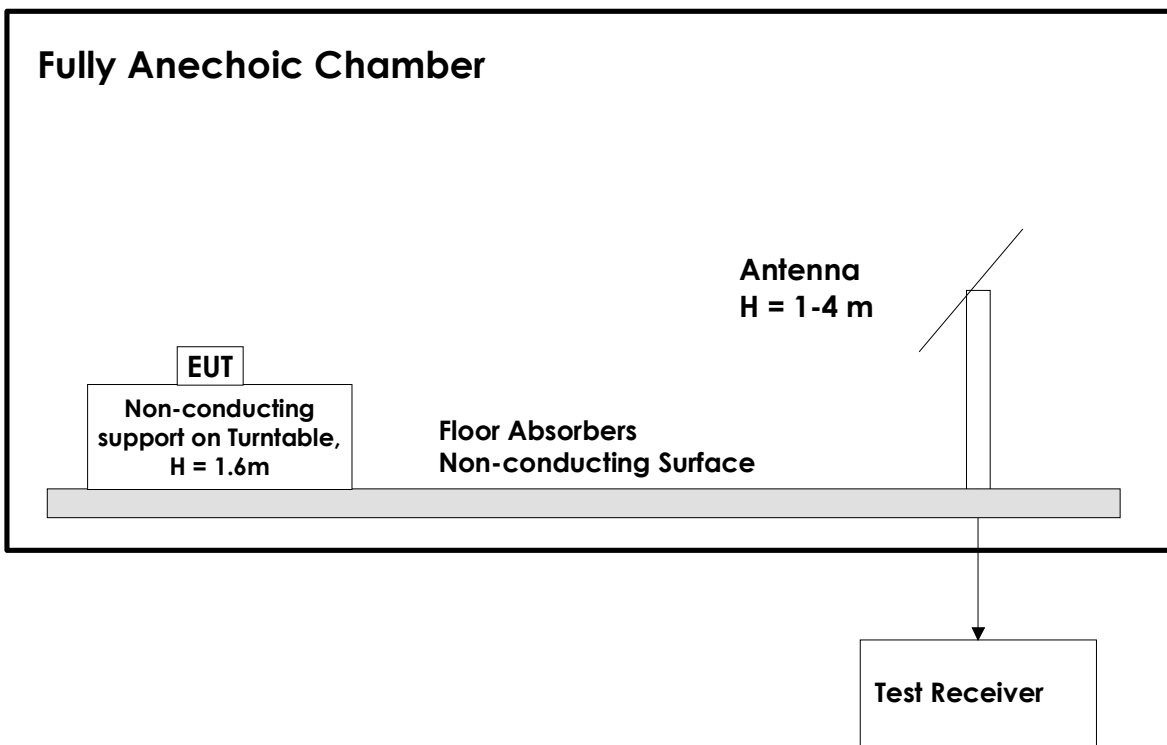 Fully Anechoic Chamber
Antenna
H = 1-4 m
EUT
Non-conducting
support on Turntable,
H = 1.6m
Floor Absorbers
Non-conducting Surface
Test Receiver